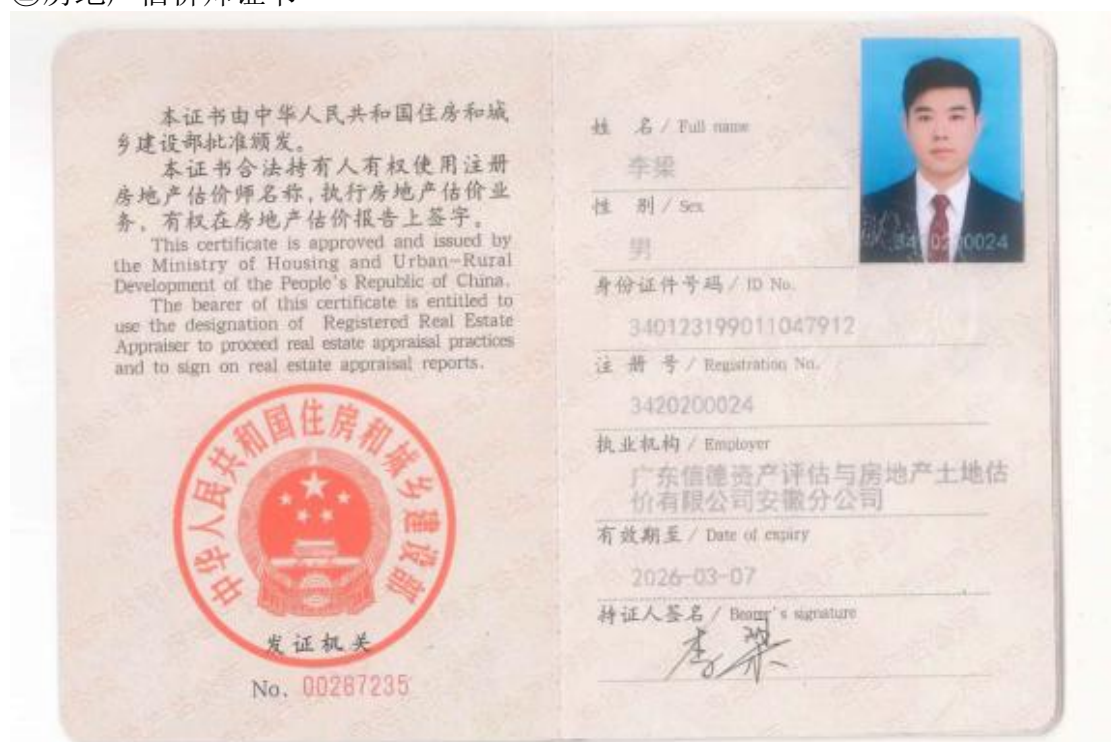 本证书由中华人民共和国住房和城
乡建设部批准颁发。
本证书合法持有人有权使用注册
房地产估价师名称，执行房地产估价业
务，有权在房地产估价报告上签字。
This certificate is approved and issued by
the Ministry of Housing and Urban-Rural
Development of the People's Republic of China.
The bearer of this certificate is entitled to
use the designation of Registered Real Estate
Appraiser to proceed real estate appraisal practices
and to sign on real estate appraisal reports.
中华人民共和国住房和城乡建设部
发证机关
No. 00287235
姓 名 / Full name
李梁
性 别 / Sex
男
身份证件号码 / ID No.
340123199011047912
注 册 号 / Registration No.
3420200024
执业机构 / Employer
广东信德资产评估与房地产土地估
价有限公司安徽分公司
有效期至 / Date of expiry
2026-03-07
持证人签名 / Bearer's signature
李梁
3420200024